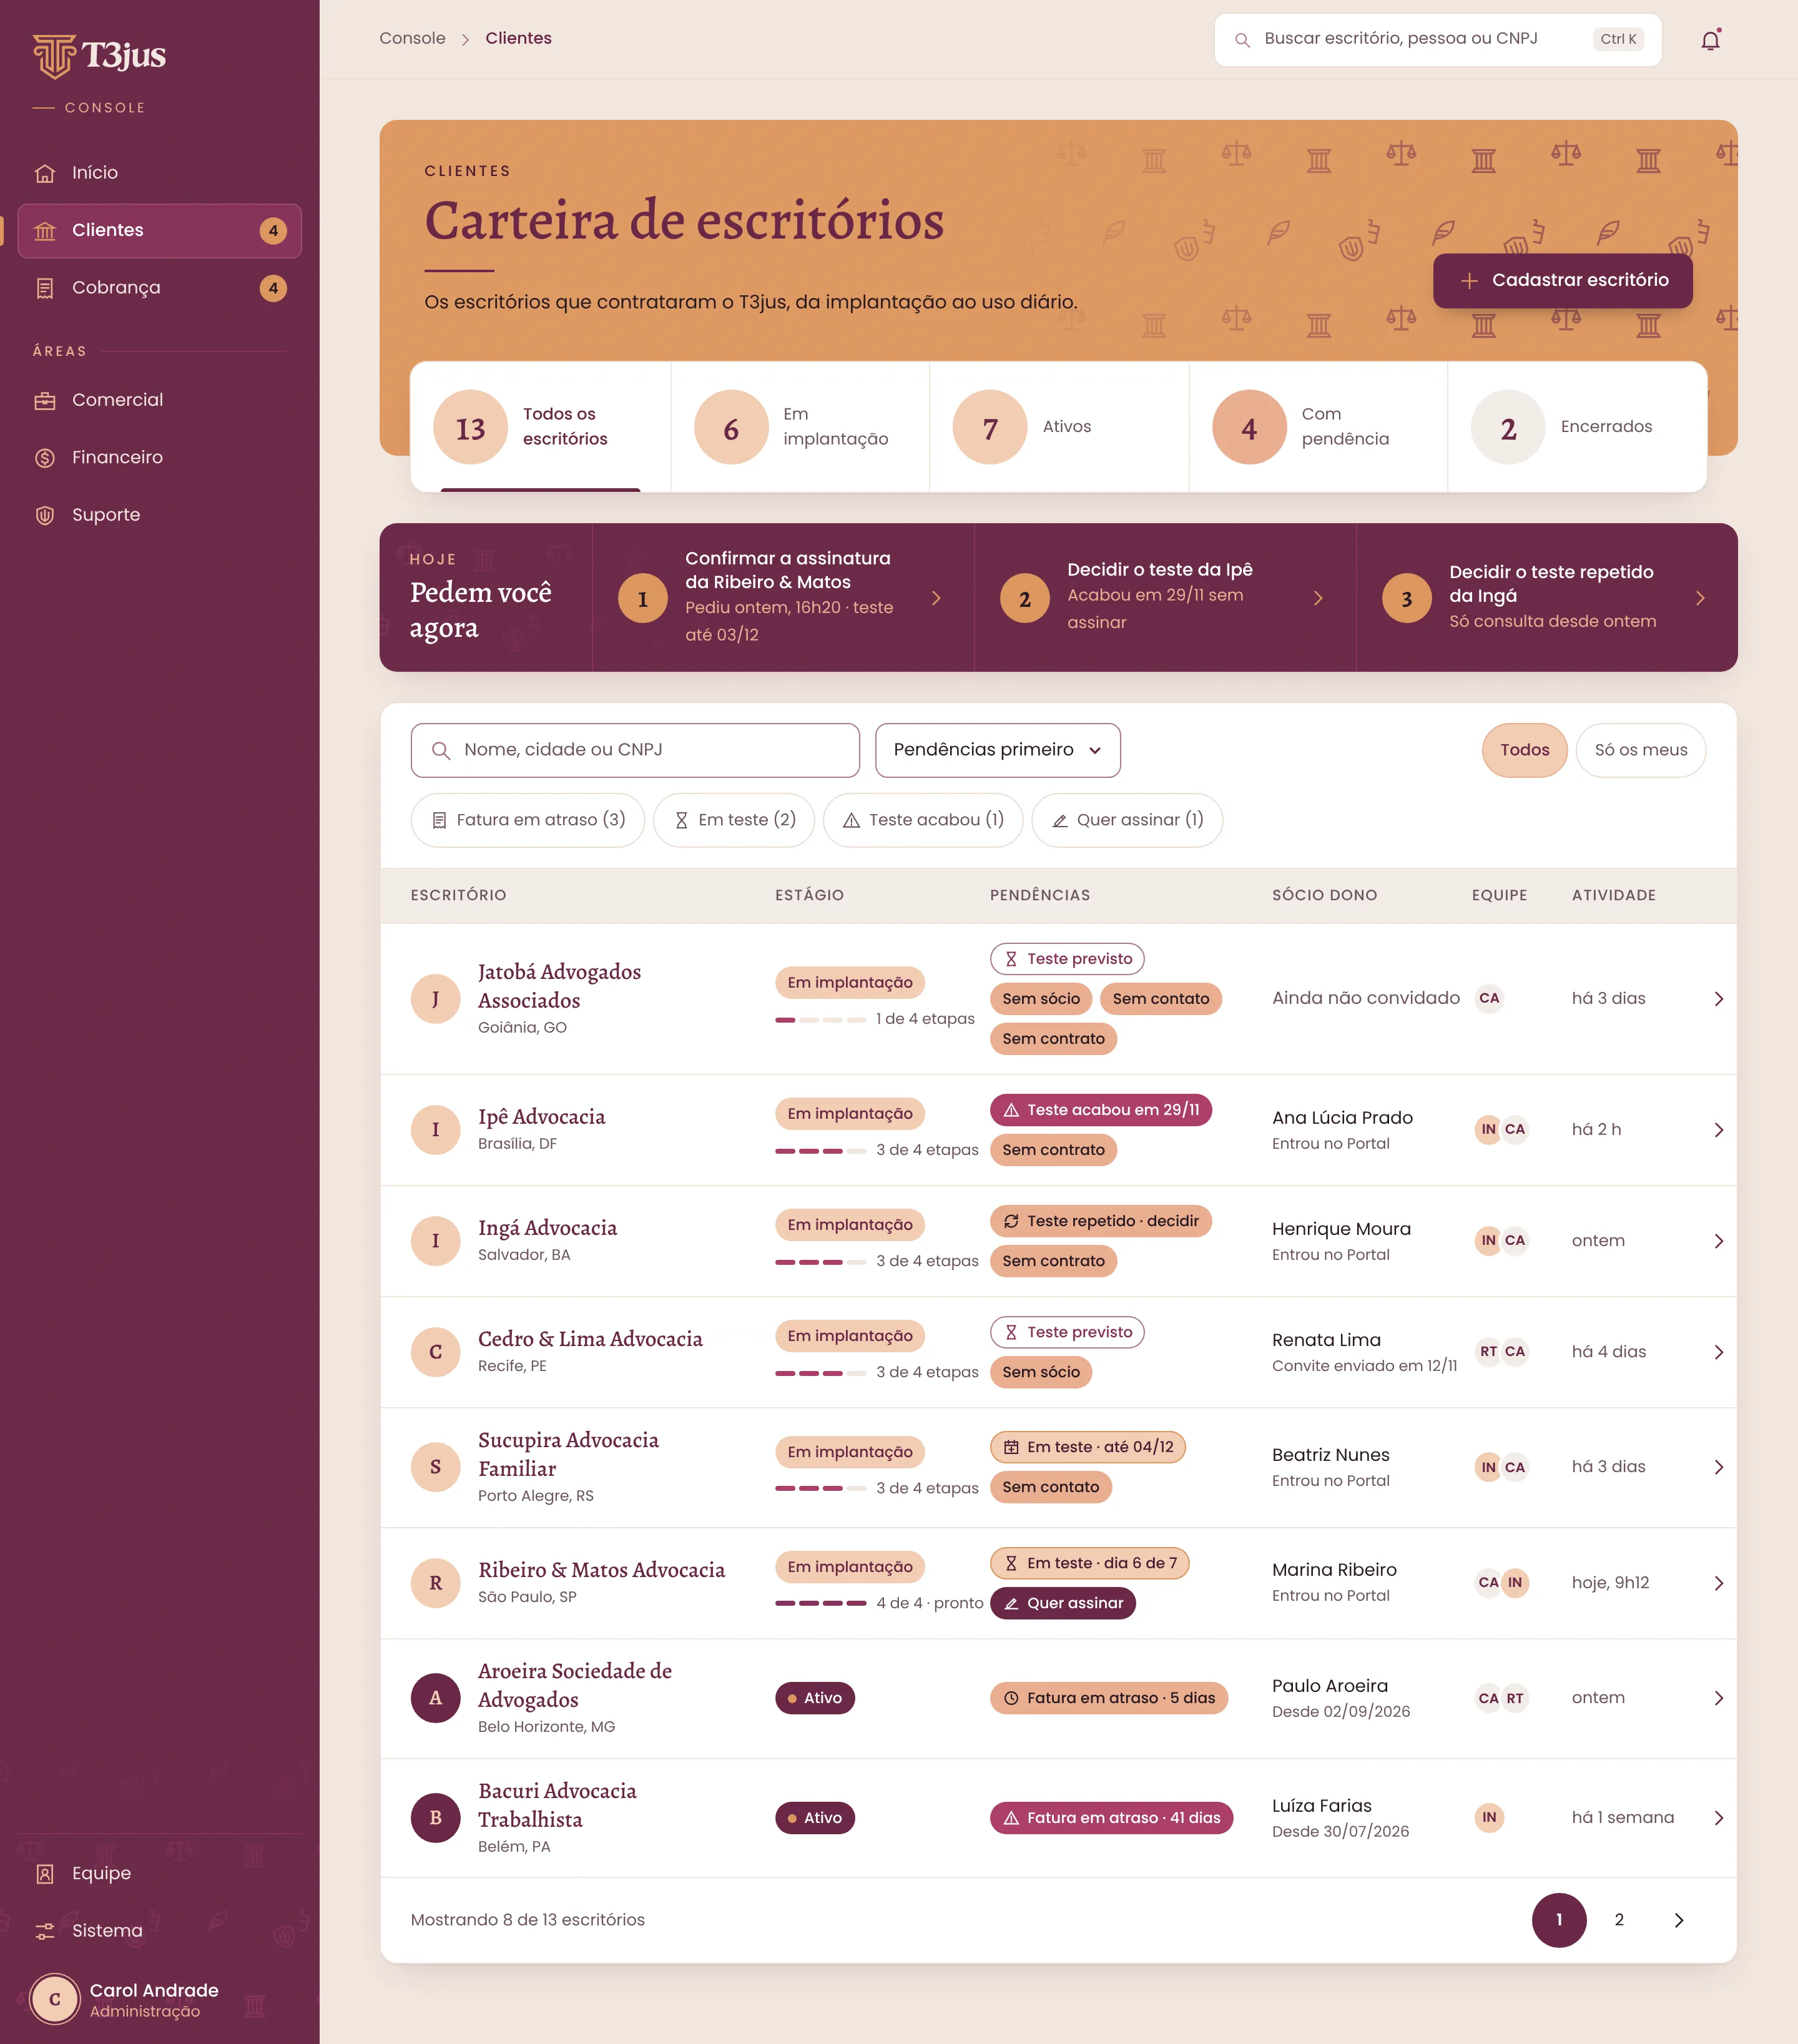 T3jus
CONSOLE
Início
Clientes 4
Cobrança 4
ÁREAS
Comercial
Financeiro
Suporte
Equipe
Sistema
C
Carol Andrade
Administração
Console Clientes
Buscar escritório, pessoa ou CNPJ Ctrl K
CLIENTES
Carteira de escritórios
Os escritórios que contrataram o T3jus, da implantação ao uso diário.
Cadastrar escritório
13 Todos os
escritórios
6 Em
implantação
7 Ativos
4 Com
pendência
2 Encerrados
HOJE
Pedem você
agora
1
Confirmar a assinatura
da Ribeiro & Matos
Pediu ontem, 16h20 · teste
até 03/12
2
Decidir o teste da Ipê
Acabou em 29/11 sem
assinar
3
Decidir o teste repetido
da Ingá
Só consulta desde ontem
Nome, cidade ou CNPJ
Pendências primeiro
Todos
Só os meus
Fatura em atraso (3)
Em teste (2)
Teste acabou (1)
Quer assinar (1)
ESCRITÓRIO ESTÁGIO PENDÊNCIAS SÓCIO DONO EQUIPE ATIVIDADE
J
Jatobá Advogados
Associados
Goiânia, GO
Em implantação
1 de 4 etapas
Teste previsto
Sem sócio Sem contato
Sem contrato
Ainda não convidado
CA
há 3 dias
I
Ipê Advocacia
Brasília, DF
Em implantação
3 de 4 etapas
Teste acabou em 29/11
Sem contrato
Ana Lúcia Prado
Entrou no Portal
IN CA
há 2 h
I
Ingá Advocacia
Salvador, BA
Em implantação
3 de 4 etapas
Teste repetido · decidir
Sem contrato
Henrique Moura
Entrou no Portal
IN CA
ontem
C
Cedro & Lima Advocacia
Recife, PE
Em implantação
3 de 4 etapas
Teste previsto
Sem sócio
Renata Lima
Convite enviado em 12/11
RT CA
há 4 dias
S
Sucupira Advocacia
Familiar
Porto Alegre, RS
Em implantação
3 de 4 etapas
Em teste · até 04/12
Sem contato
Beatriz Nunes
Entrou no Portal
IN CA
há 3 dias
R
Ribeiro & Matos Advocacia
São Paulo, SP
Em implantação
4 de 4 · pronto
Em teste · dia 6 de 7
Quer assinar
Marina Ribeiro
Entrou no Portal
CA IN
hoje, 9h12
A
Aroeira Sociedade de
Advogados
Belo Horizonte, MG
Ativo
Fatura em atraso · 5 dias
Paulo Aroeira
Desde 02/09/2026
CA RT
ontem
B
Bacuri Advocacia
Trabalhista
Belém, PA
Ativo
Fatura em atraso · 41 dias
Luíza Farias
Desde 30/07/2026
IN
há 1 semana
Mostrando 8 de 13 escritórios
1 2